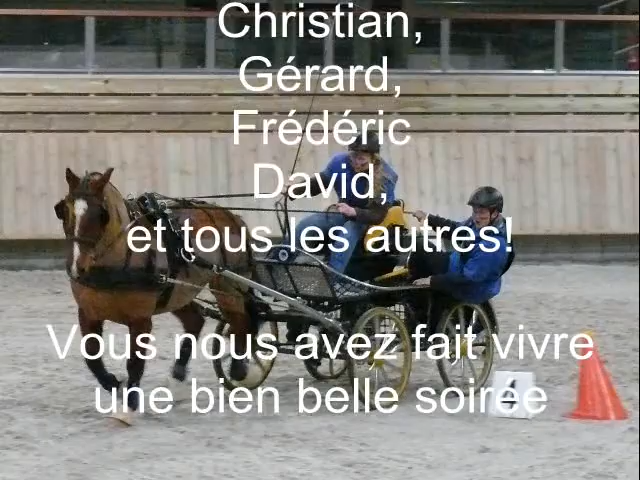 Christian,
Gérard,
Frédéric
David,
et tous les autres!
Vous nous avez fait vivre
une bien belle soirée